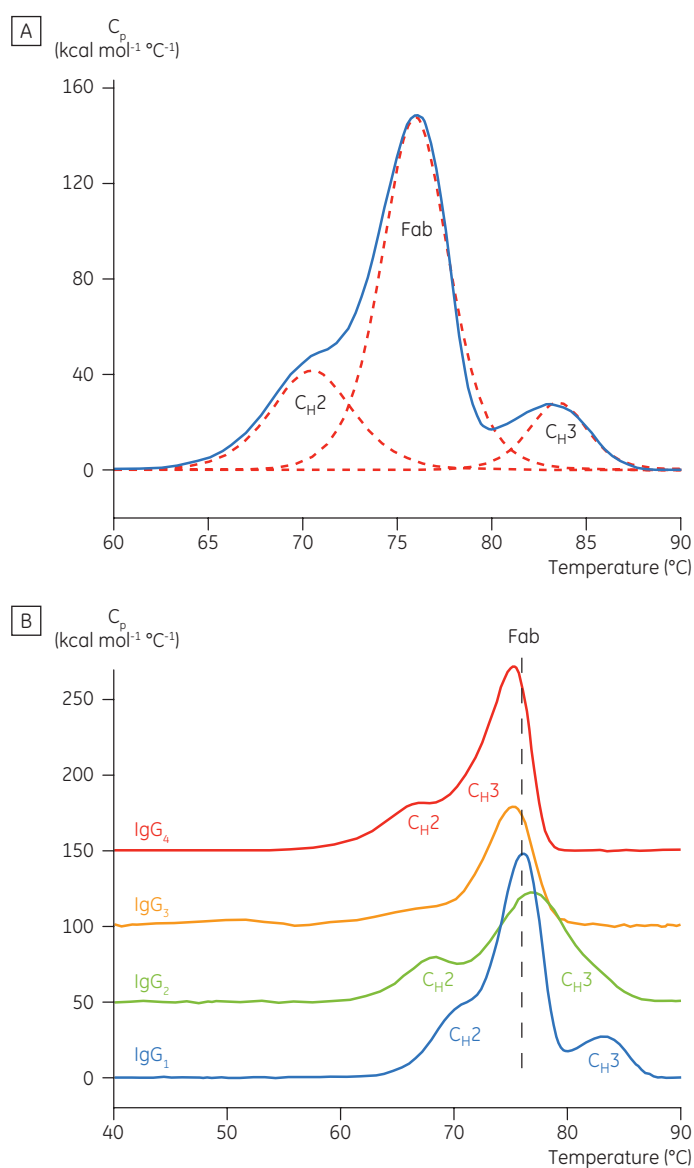 A
Cp
(kcal mol⁻¹ °C⁻¹)
160
120
80
40
0
Fab
CH2
CH3
60 65 70 75 80 85 90
Temperature (°C)
B
Cp
(kcal mol⁻¹ °C⁻¹)
Fab
250
200
150
100
50
0
CH3
CH2
IgG4
IgG3
IgG2
CH2
CH3
IgG1
CH2
CH3
40 50 60 70 80 90
Temperature (°C)